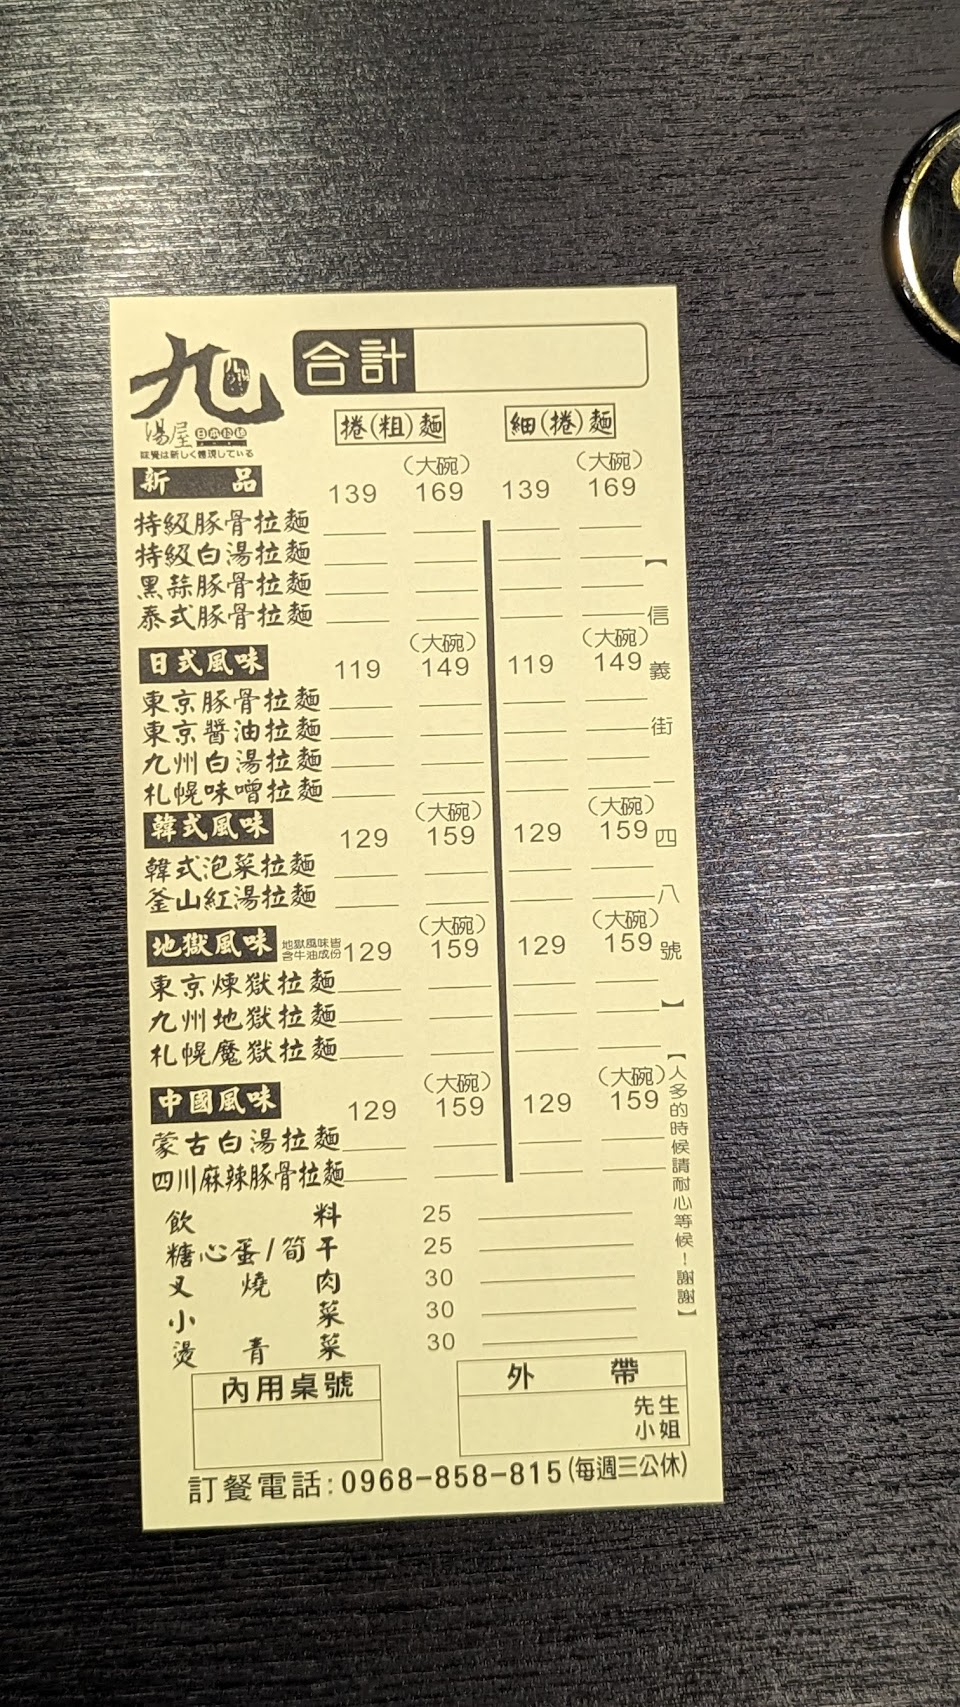 九
湯屋 日本拉麵
味覺は新しく體現している
合計
捲(粗)麵 細(捲)麵
(大碗) (大碗)
新品 139 169 139 169
特級豚骨拉麵
特級白湯拉麵
黑蒜豚骨拉麵
泰式豚骨拉麵
(大碗) (大碗)
日式風味 119 149 119 149
東京豚骨拉麵
東京醬油拉麵
九州白湯拉麵
札幌味噌拉麵
(大碗) (大碗)
韓式風味 129 159 129 159
韓式泡菜拉麵
釜山紅湯拉麵
(大碗) (大碗)
地獄風味 地獄風味皆含牛油成份 129 159 129 159
東京煉獄拉麵
九州地獄拉麵
札幌魔獄拉麵
(大碗) (大碗)
中國風味 129 159 129 159
蒙古白湯拉麵
四川麻辣豚骨拉麵
飲料 25
糖心蛋/筍干 25
叉燒肉 30
小菜 30
燙青菜 30
【信義街一四八號】
【人多的時候請耐心等候!謝謝】
內用桌號
外帶
先生
小姐
訂餐電話:0968-858-815(每週三公休)